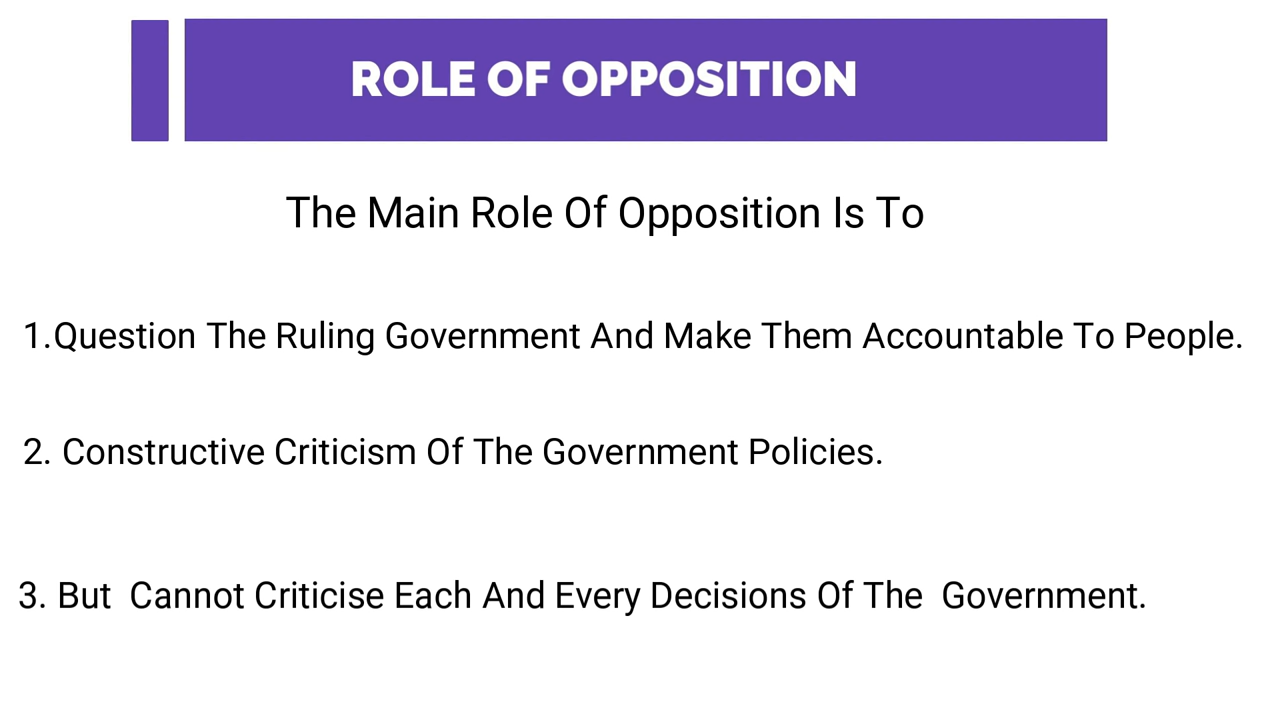 ROLE OF OPPOSITION
The Main Role Of Opposition Is To
1.Question The Ruling Government And Make Them Accountable To People.
2. Constructive Criticism Of The Government Policies.
3. But  Cannot Criticise Each And Every Decisions Of The  Government.